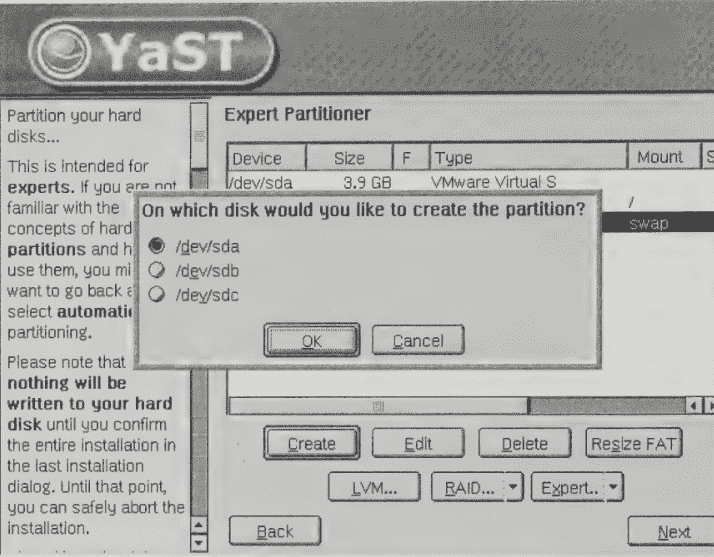 YaST
Partition your hard
disks...
This is intended for
experts. If you are not
familiar with the
concepts of hard
partitions and h
use them, you mi
want to go back
select automati
partitioning.
Please note that
nothing will be
written to your hard
disk until you confirm
the entire installation in
the last installation
dialog. Until that point,
you can safely abort the
installation.
Expert Partitioner
Device Size F Type Mount S
/dev/sda 3.9 GB VMware Virtual S
/
swap
On which disk would you like to create the partition?
/dev/sda
/dev/sdb
/dev/sdc
OK Cancel
Create Edit Delete Resize FAT
LVM... RAID... Expert..
Back Next